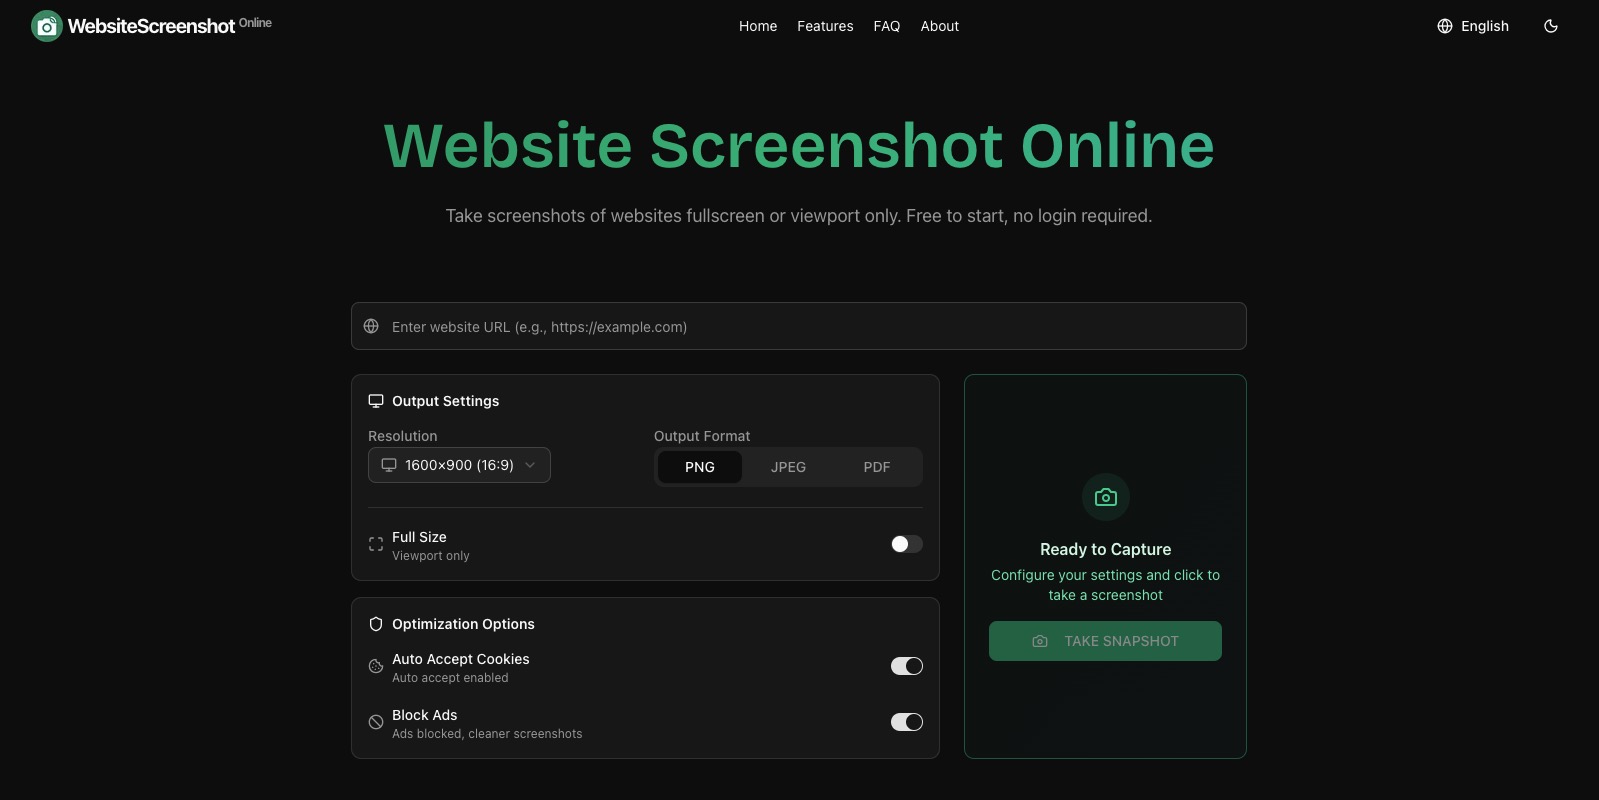 WebsiteScreenshot Online
Home
Features
FAQ
About
English
Website Screenshot Online
Take screenshots of websites fullscreen or viewport only. Free to start, no login required.
Enter website URL (e.g., https://example.com)
Output Settings
Resolution
1600×900 (16:9)
Output Format
PNG
JPEG
PDF
Full Size
Viewport only
Optimization Options
Auto Accept Cookies
Auto accept enabled
Block Ads
Ads blocked, cleaner screenshots
Ready to Capture
Configure your settings and click to
take a screenshot
TAKE SNAPSHOT